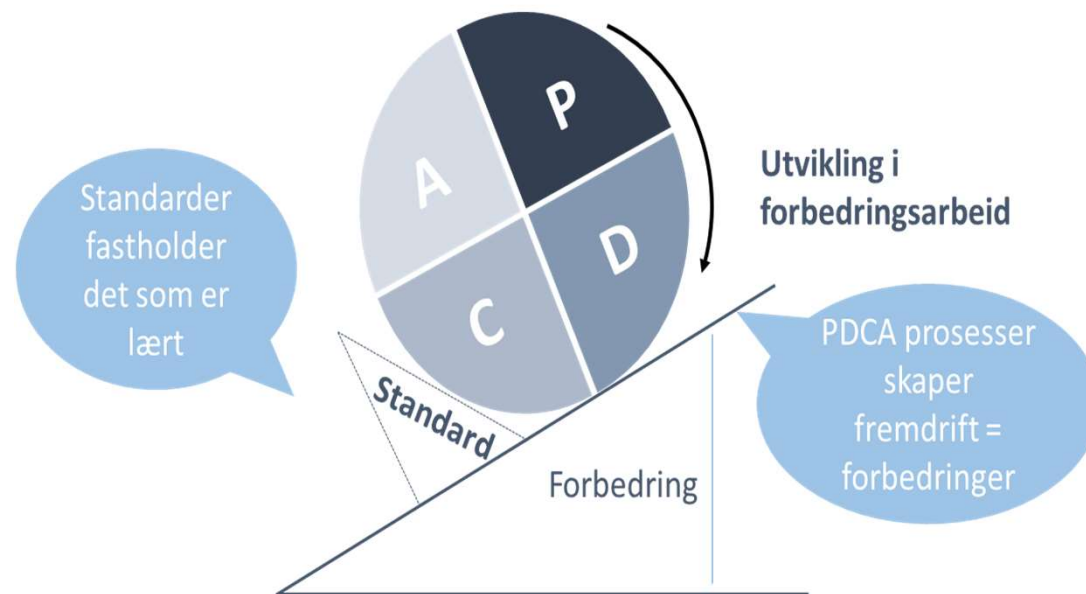 P
A
D
C
Utvikling i
forbedringsarbeid
Standarder
fastholder
det som er
lært
Standard
PDCA prosesser
skaper
fremdrift =
forbedringer
Forbedring